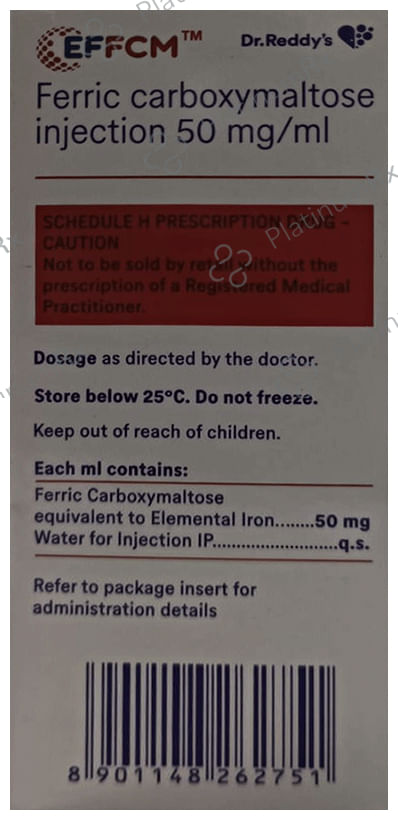 EFFCM™ Dr.Reddy's
Ferric carboxymaltose
injection 50 mg/ml
SCHEDULE H PRESCRIPTION DRUG –
CAUTION
Not to be sold by retail without the
prescription of a Registered Medical
Practitioner.
Dosage as directed by the doctor.
Store below 25°C. Do not freeze.
Keep out of reach of children.
Each ml contains:
Ferric Carboxymaltose
equivalent to Elemental Iron........50 mg
Water for Injection IP..........................q.s.
Refer to package insert for
administration details
8 901148 262751